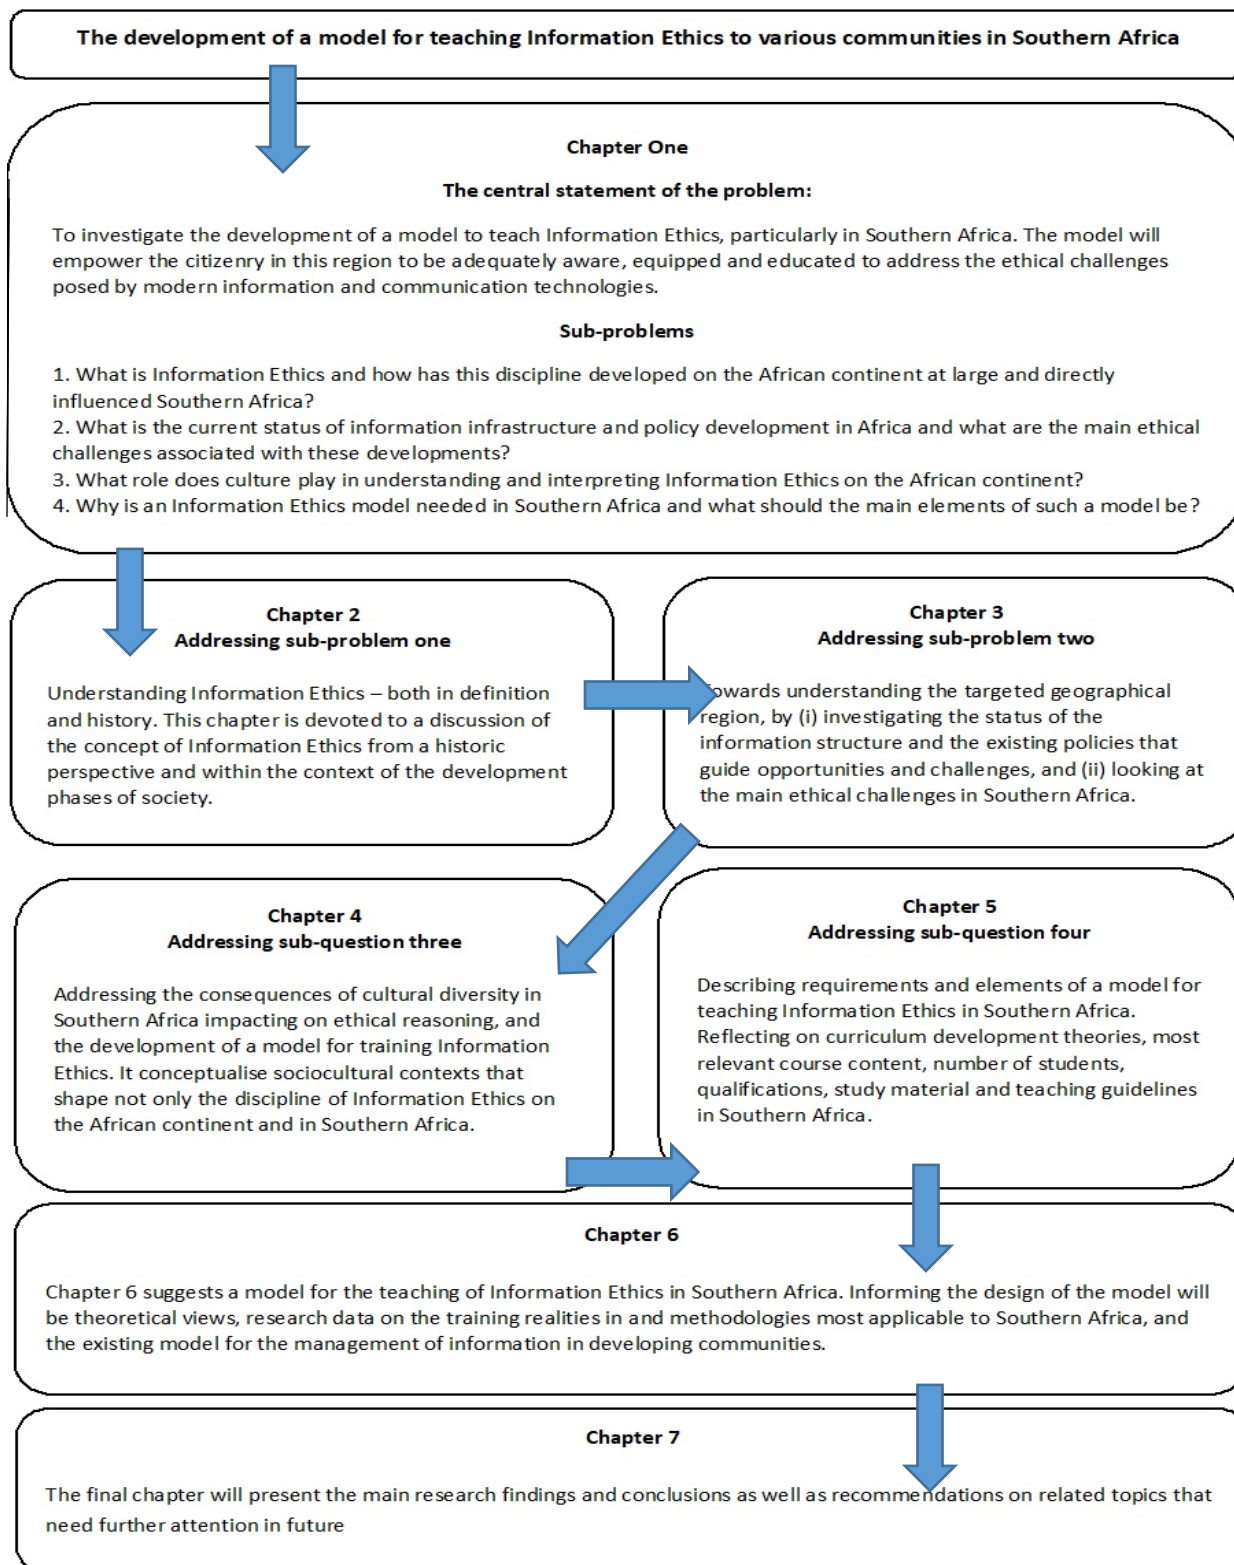 The development of a model for teaching Information Ethics to various communities in Southern Africa
Chapter One
The central statement of the problem:
To investigate the development of a model to teach Information Ethics, particularly in Southern Africa. The model will
empower the citizenry in this region to be adequately aware, equipped and educated to address the ethical challenges
posed by modern information and communication technologies.
Sub-problems
1. What is Information Ethics and how has this discipline developed on the African continent at large and directly
influenced Southern Africa?
2. What is the current status of information infrastructure and policy development in Africa and what are the main ethical
challenges associated with these developments?
3. What role does culture play in understanding and interpreting Information Ethics on the African continent?
4. Why is an Information Ethics model needed in Southern Africa and what should the main elements of such a model be?
Chapter 2
Addressing sub-problem one
Understanding Information Ethics – both in definition
and history. This chapter is devoted to a discussion of
the concept of Information Ethics from a historic
perspective and within the context of the development
phases of society.
Chapter 3
Addressing sub-problem two
Towards understanding the targeted geographical
region, by (i) investigating the status of the
information structure and the existing policies that
guide opportunities and challenges, and (ii) looking at
the main ethical challenges in Southern Africa.
Chapter 4
Addressing sub-question three
Addressing the consequences of cultural diversity in
Southern Africa impacting on ethical reasoning, and
the development of a model for training Information
Ethics. It conceptualise sociocultural contexts that
shape not only the discipline of Information Ethics on
the African continent and in Southern Africa.
Chapter 5
Addressing sub-question four
Describing requirements and elements of a model for
teaching Information Ethics in Southern Africa.
Reflecting on curriculum development theories, most
relevant course content, number of students,
qualifications, study material and teaching guidelines
in Southern Africa.
Chapter 6
Chapter 6 suggests a model for the teaching of Information Ethics in Southern Africa. Informing the design of the model will
be theoretical views, research data on the training realities in and methodologies most applicable to Southern Africa, and
the existing model for the management of information in developing communities.
Chapter 7
The final chapter will present the main research findings and conclusions as well as recommendations on related topics that
need further attention in future